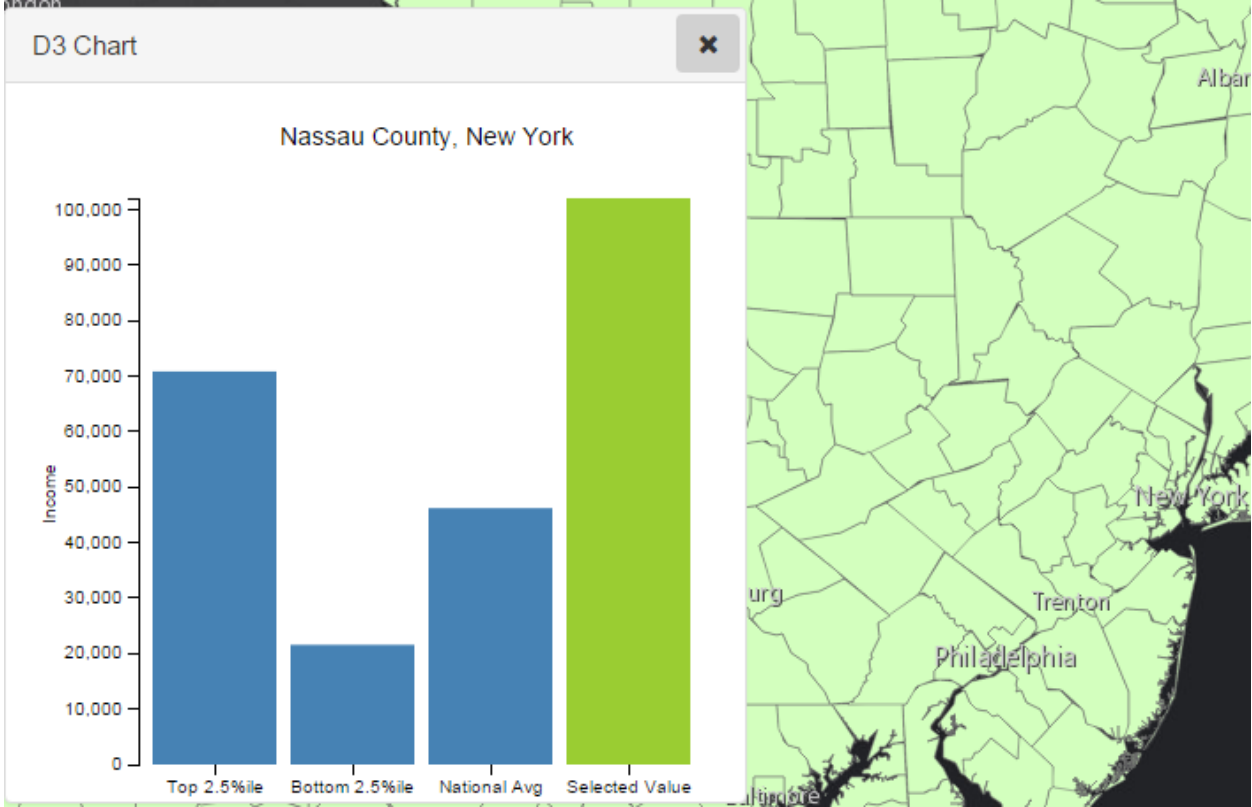 D3 Chart
✖
Nassau County, New York
100,000
90,000
80,000
70,000
60,000
50,000
40,000
30,000
20,000
10,000
0
Income
Top 2.5%ile
Bottom 2.5%ile
National Avg
Selected Value
Albar
New York
urg
Trenton
Philadelphia
ltimore